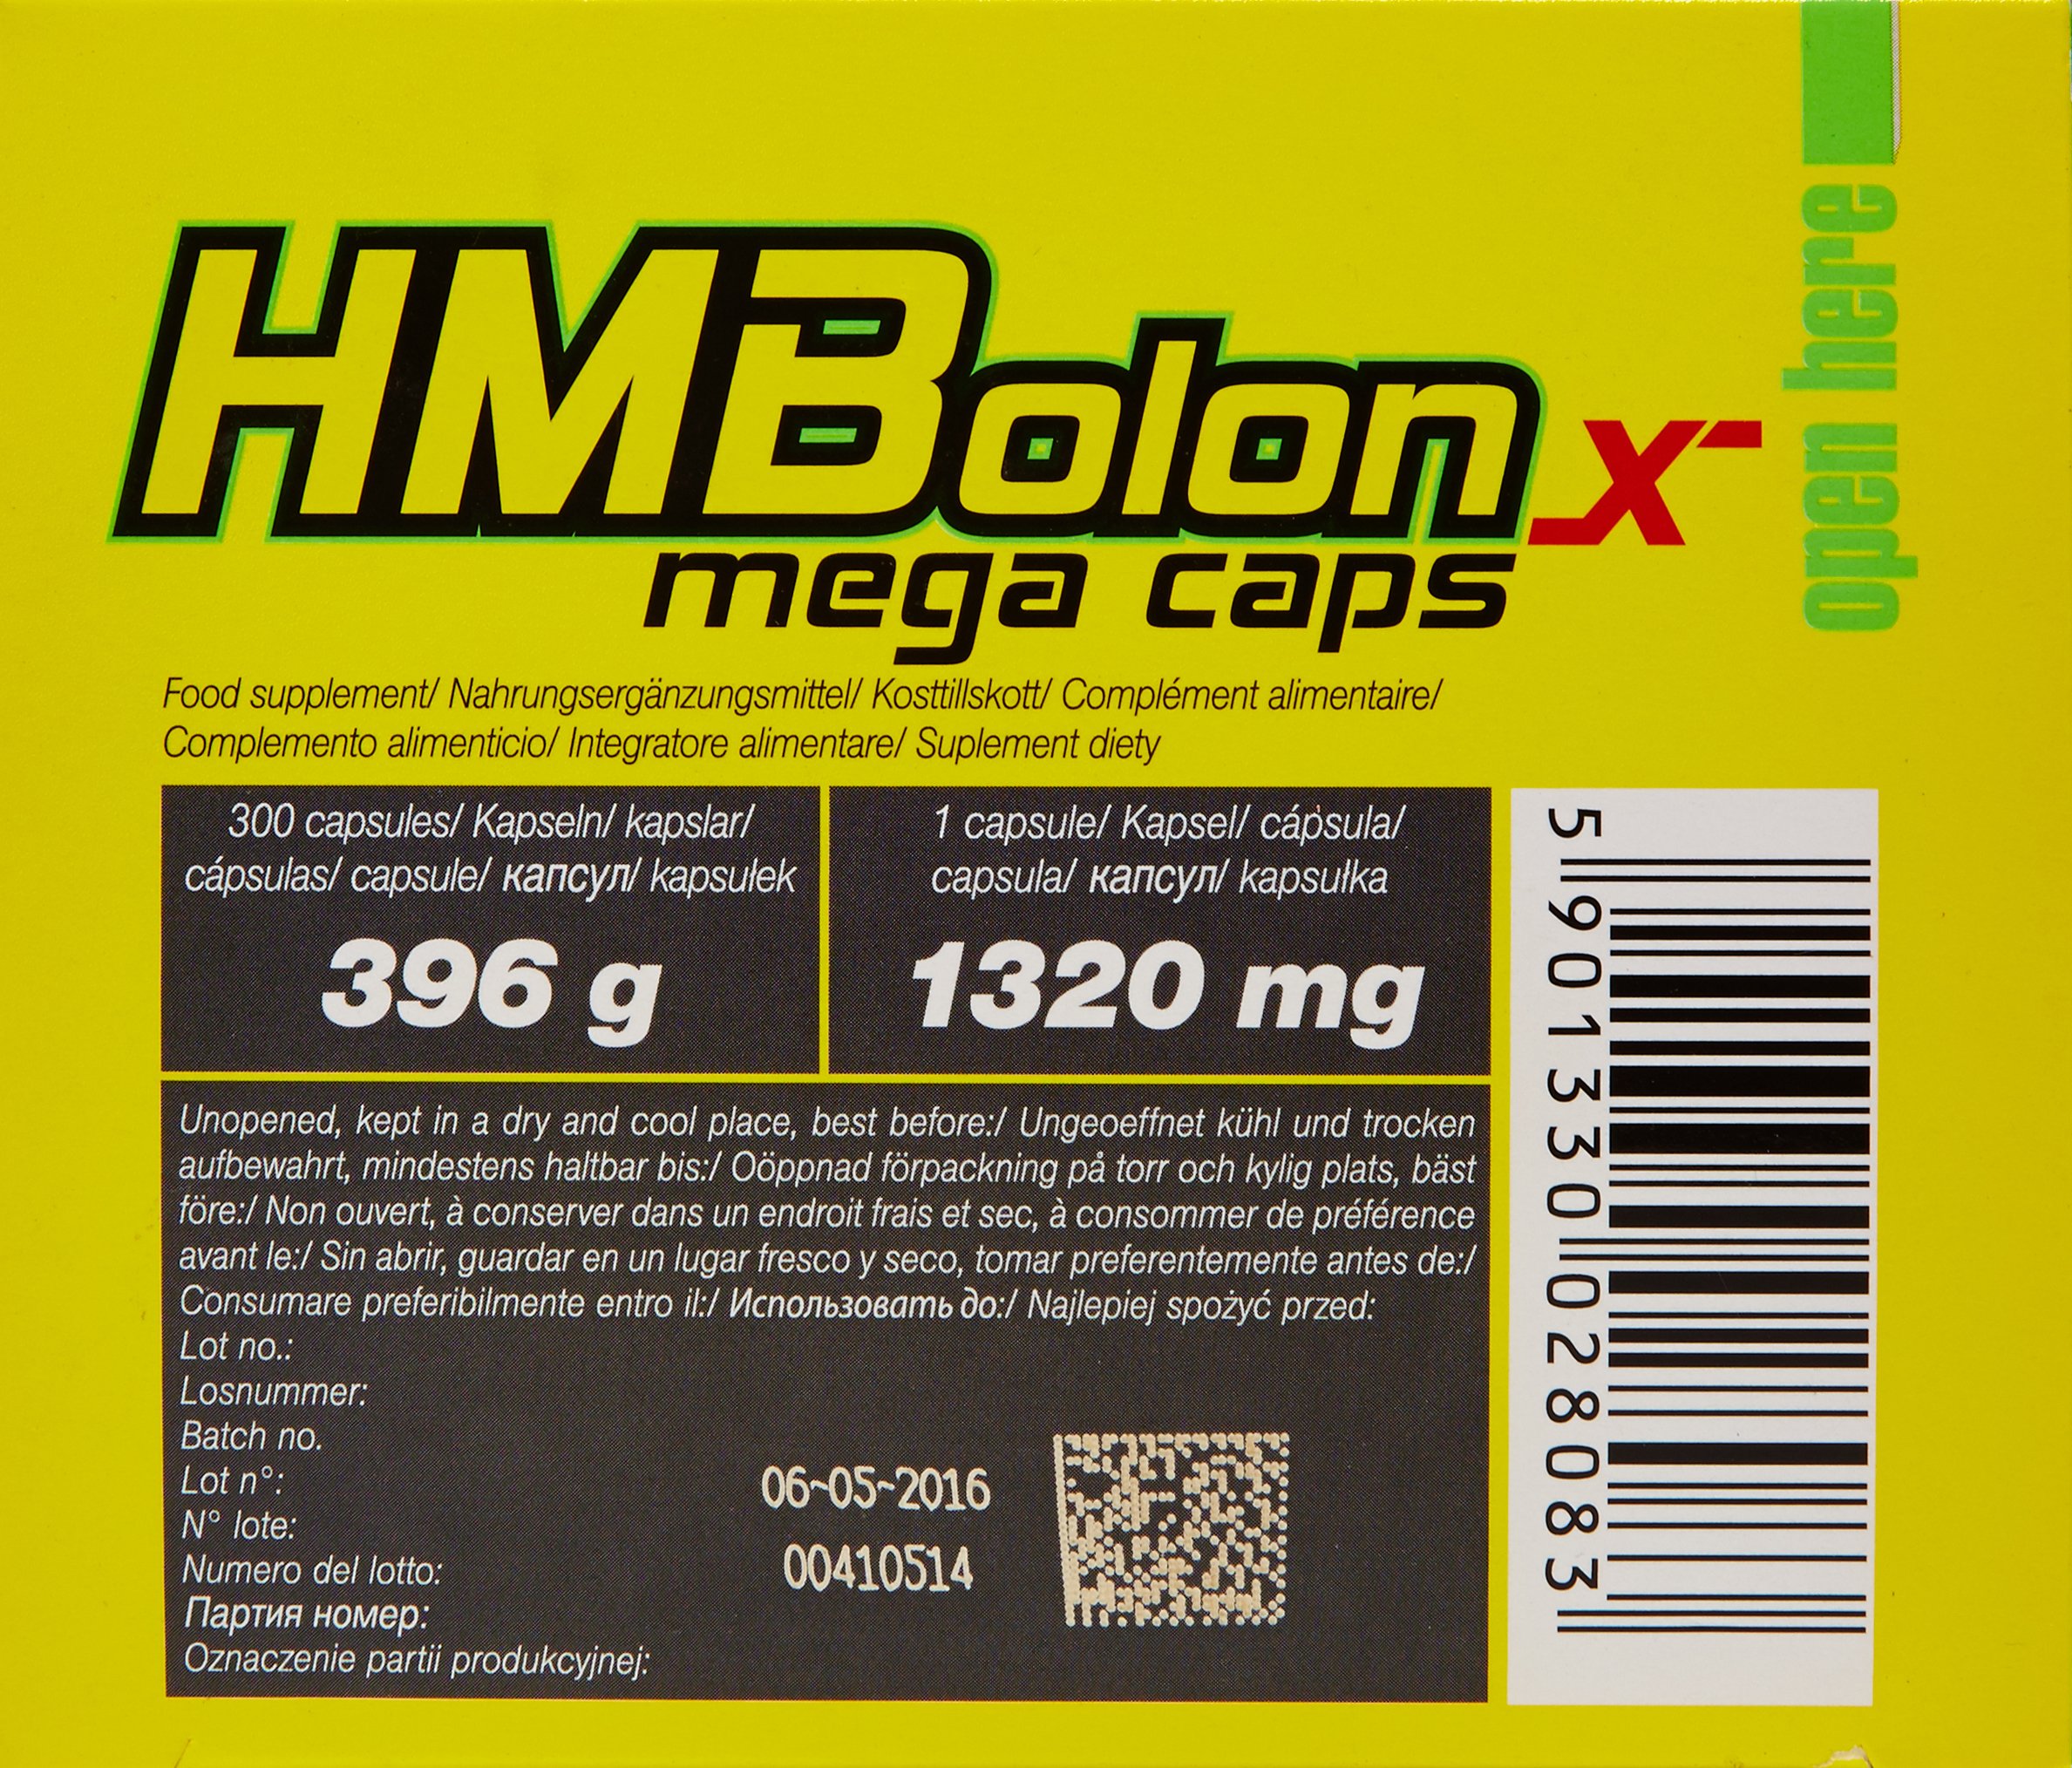 HMBolon X
mega caps
open here
Food supplement/ Nahrungsergänzungsmittel/ Kosttillskott/ Complément alimentaire/
Complemento alimenticio/ Integratore alimentare/ Suplement diety
300 capsules/ Kapseln/ kapslar/
cápsulas/ capsule/ капсул/ kapsułek
396 g
1 capsule/ Kapsel/ cápsula/
capsula/ капсул/ kapsułka
1320 mg
Unopened, kept in a dry and cool place, best before:/ Ungeoeffnet kühl und trocken
aufbewahrt, mindestens haltbar bis:/ Oöppnad förpackning på torr och kylig plats, bäst
före:/ Non ouvert, à conserver dans un endroit frais et sec, à consommer de préférence
avant le:/ Sin abrir, guardar en un lugar fresco y seco, tomar preferentemente antes de:/
Consumare preferibilmente entro il:/ Использовать до:/ Najlepiej spożyć przed:
Lot no.:
Losnummer:
Batch no.
Lot n°:
N° lote:
Numero del lotto:
Партия номер:
Oznaczenie partii produkcyjnej:
06-05-2016
00410514
5 901330 028083